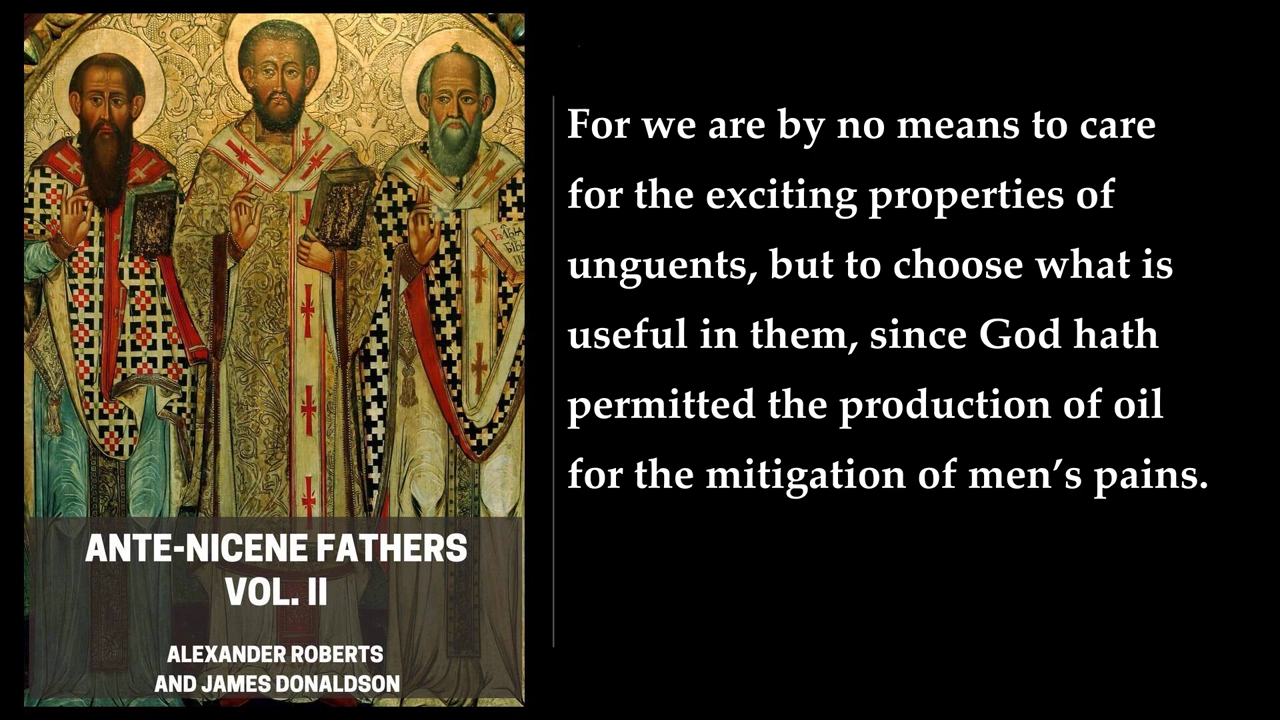 For we are by no means to care
for the exciting properties of
unguents, but to choose what is
useful in them, since God hath
permitted the production of oil
for the mitigation of men’s pains.
ANTE-NICENE FATHERS
VOL. II
ALEXANDER ROBERTS
AND JAMES DONALDSON